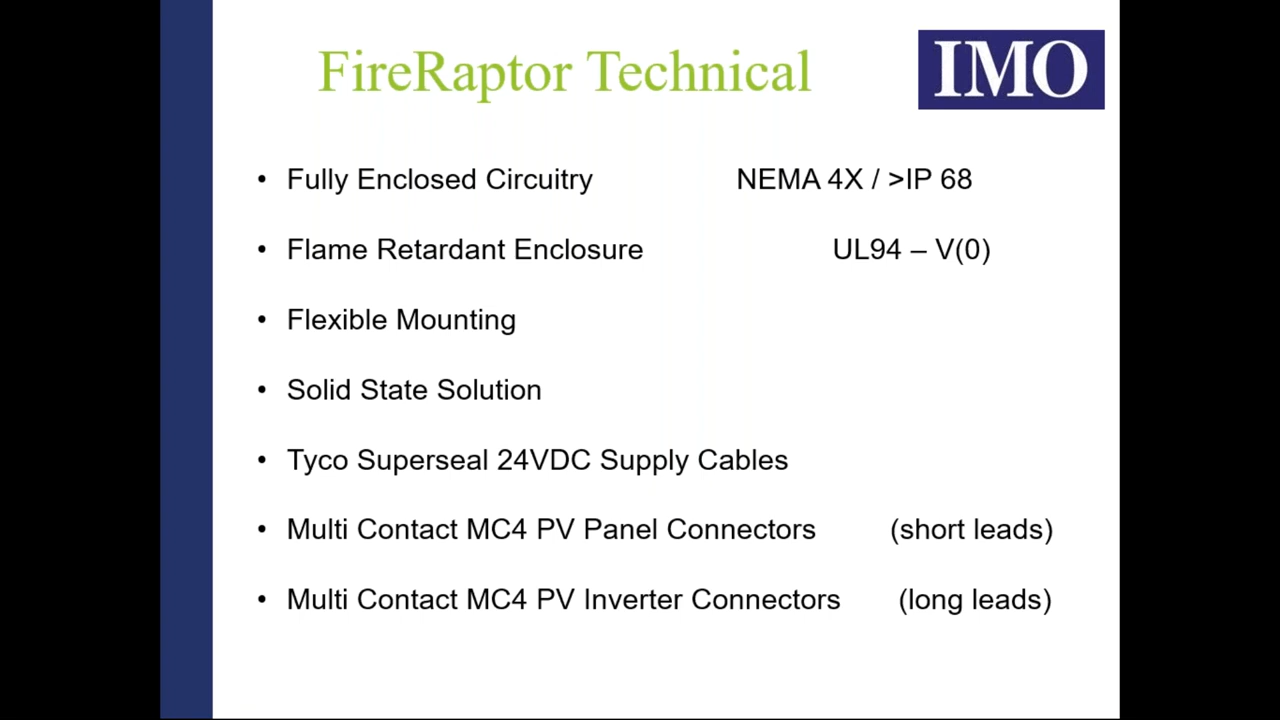 FireRaptor Technical
IMO
• Fully Enclosed Circuitry NEMA 4X / >IP 68
• Flame Retardant Enclosure UL94 – V(0)
• Flexible Mounting
• Solid State Solution
• Tyco Superseal 24VDC Supply Cables
• Multi Contact MC4 PV Panel Connectors (short leads)
• Multi Contact MC4 PV Inverter Connectors (long leads)